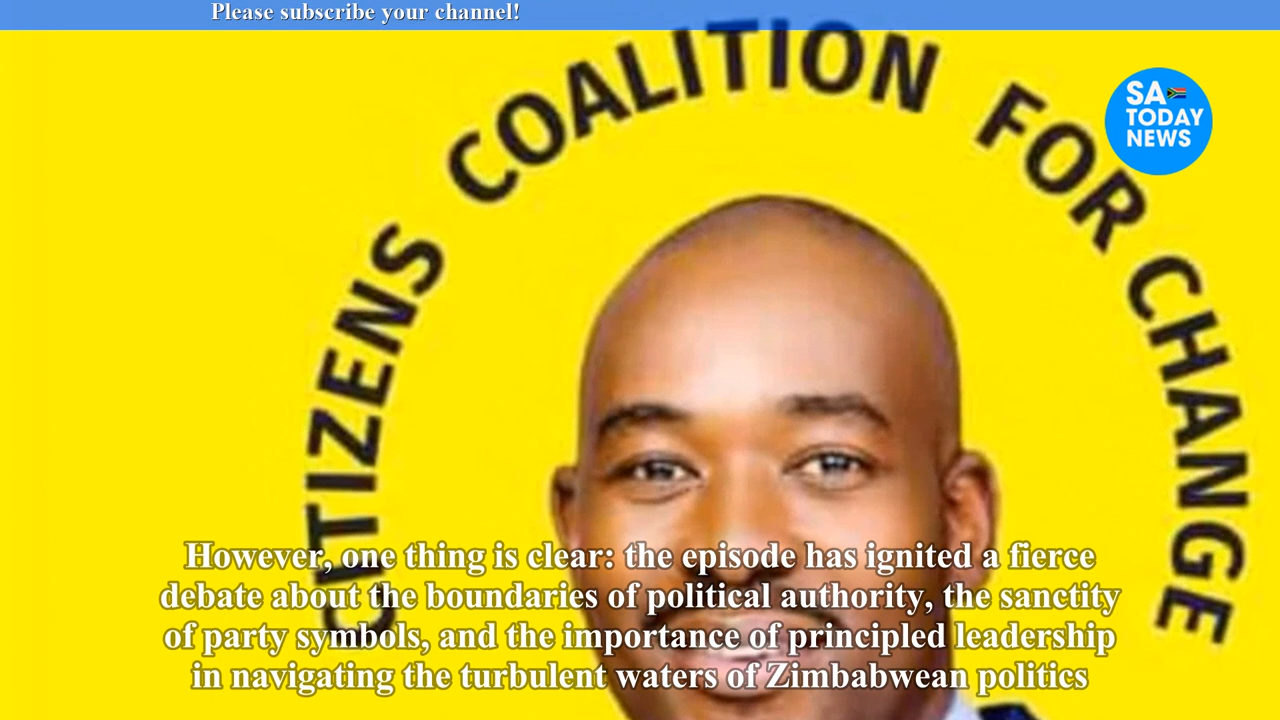 Please subscribe your channel!
CITIZENS COALITION FOR CHANGE
SA
TODAY
NEWS
However, one thing is clear: the episode has ignited a fierce
debate about the boundaries of political authority, the sanctity
of party symbols, and the importance of principled leadership
in navigating the turbulent waters of Zimbabwean politics